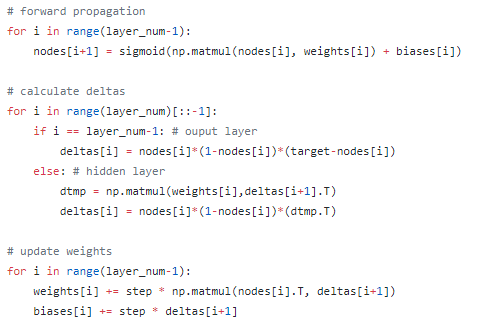 # forward propagation
for i in range(layer_num-1):
    nodes[i+1] = sigmoid(np.matmul(nodes[i], weights[i]) + biases[i])

# calculate deltas
for i in range(layer_num)[::-1]:
    if i == layer_num-1: # ouput layer
        deltas[i] = nodes[i]*(1-nodes[i])*(target-nodes[i])
    else: # hidden layer
        dtmp = np.matmul(weights[i],deltas[i+1].T)
        deltas[i] = nodes[i]*(1-nodes[i])*(dtmp.T)

# update weights
for i in range(layer_num-1):
    weights[i] += step * np.matmul(nodes[i].T, deltas[i+1])
    biases[i] += step * deltas[i+1]